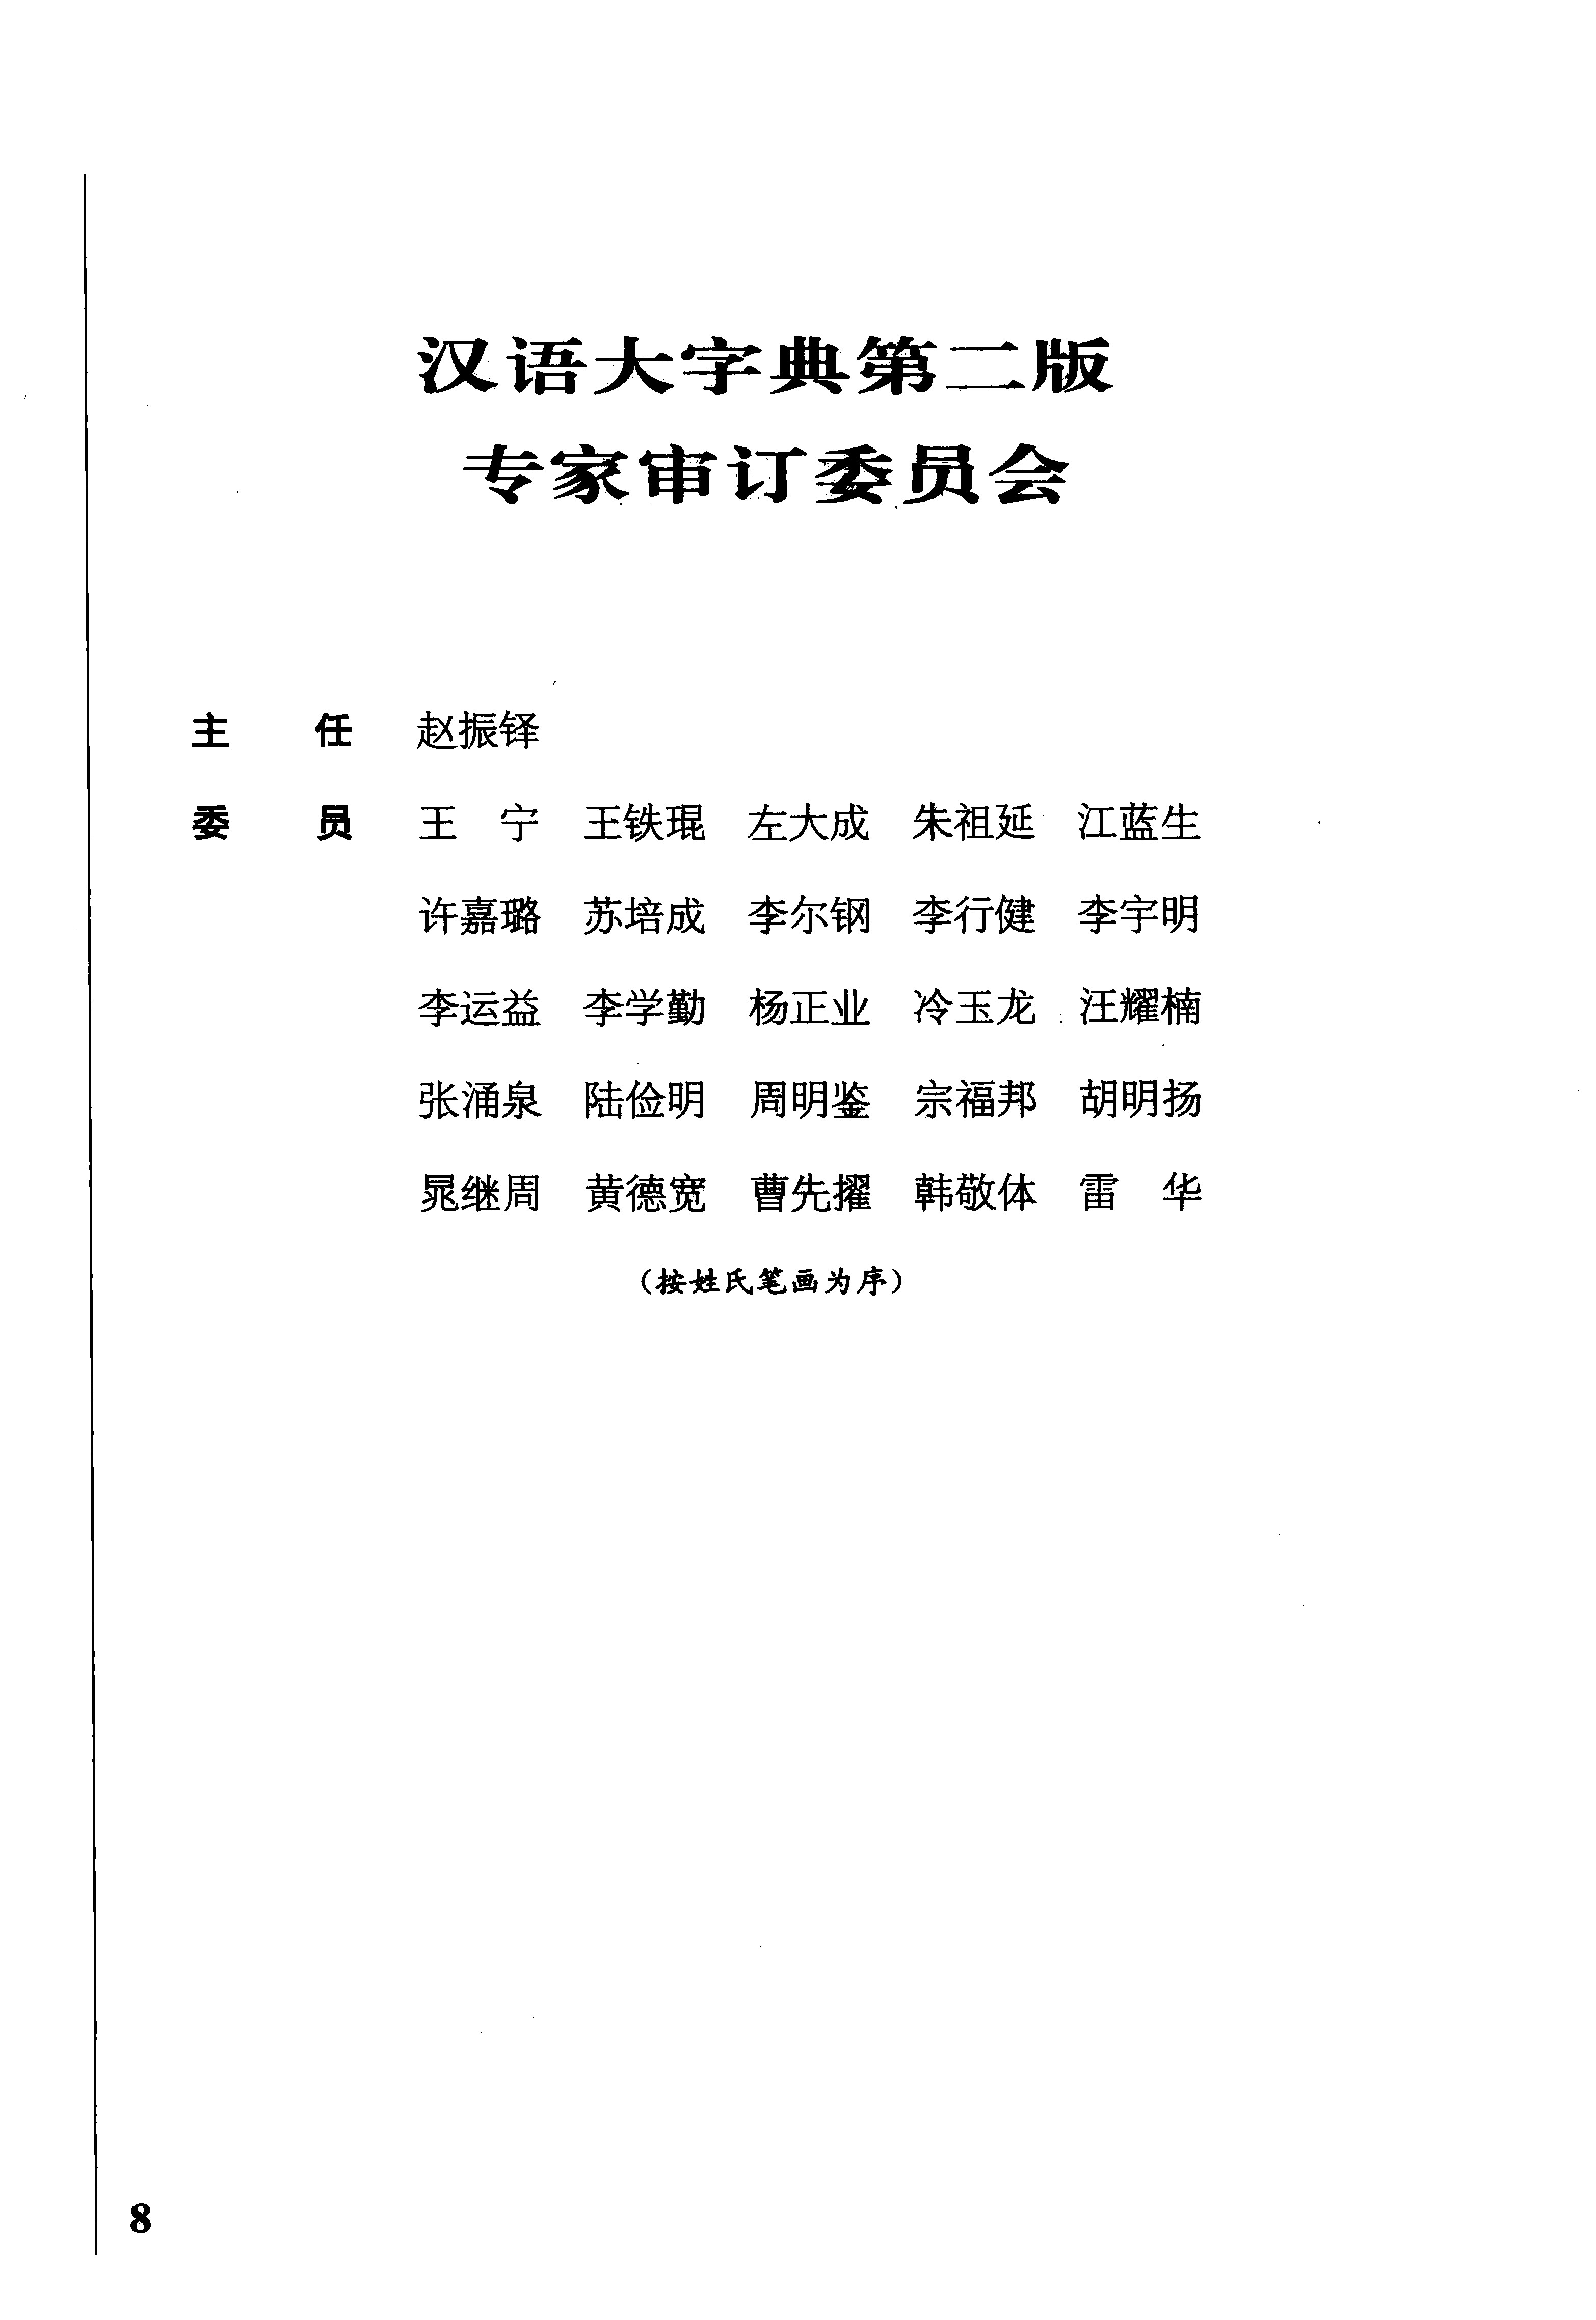 汉语大字典第二版
专家审订委员会
主　　任　赵振铎
委　　员　王　宁　王铁琨　左大成　朱祖延　江蓝生
许嘉璐　苏培成　李尔钢　李行健　李宇明
李运益　李学勤　杨正业　冷玉龙　汪耀楠
张涌泉　陆俭明　周明鉴　宗福邦　胡明扬
晁继周　黄德宽　曹先擢　韩敬体　雷　华
（按姓氏笔画为序）
8